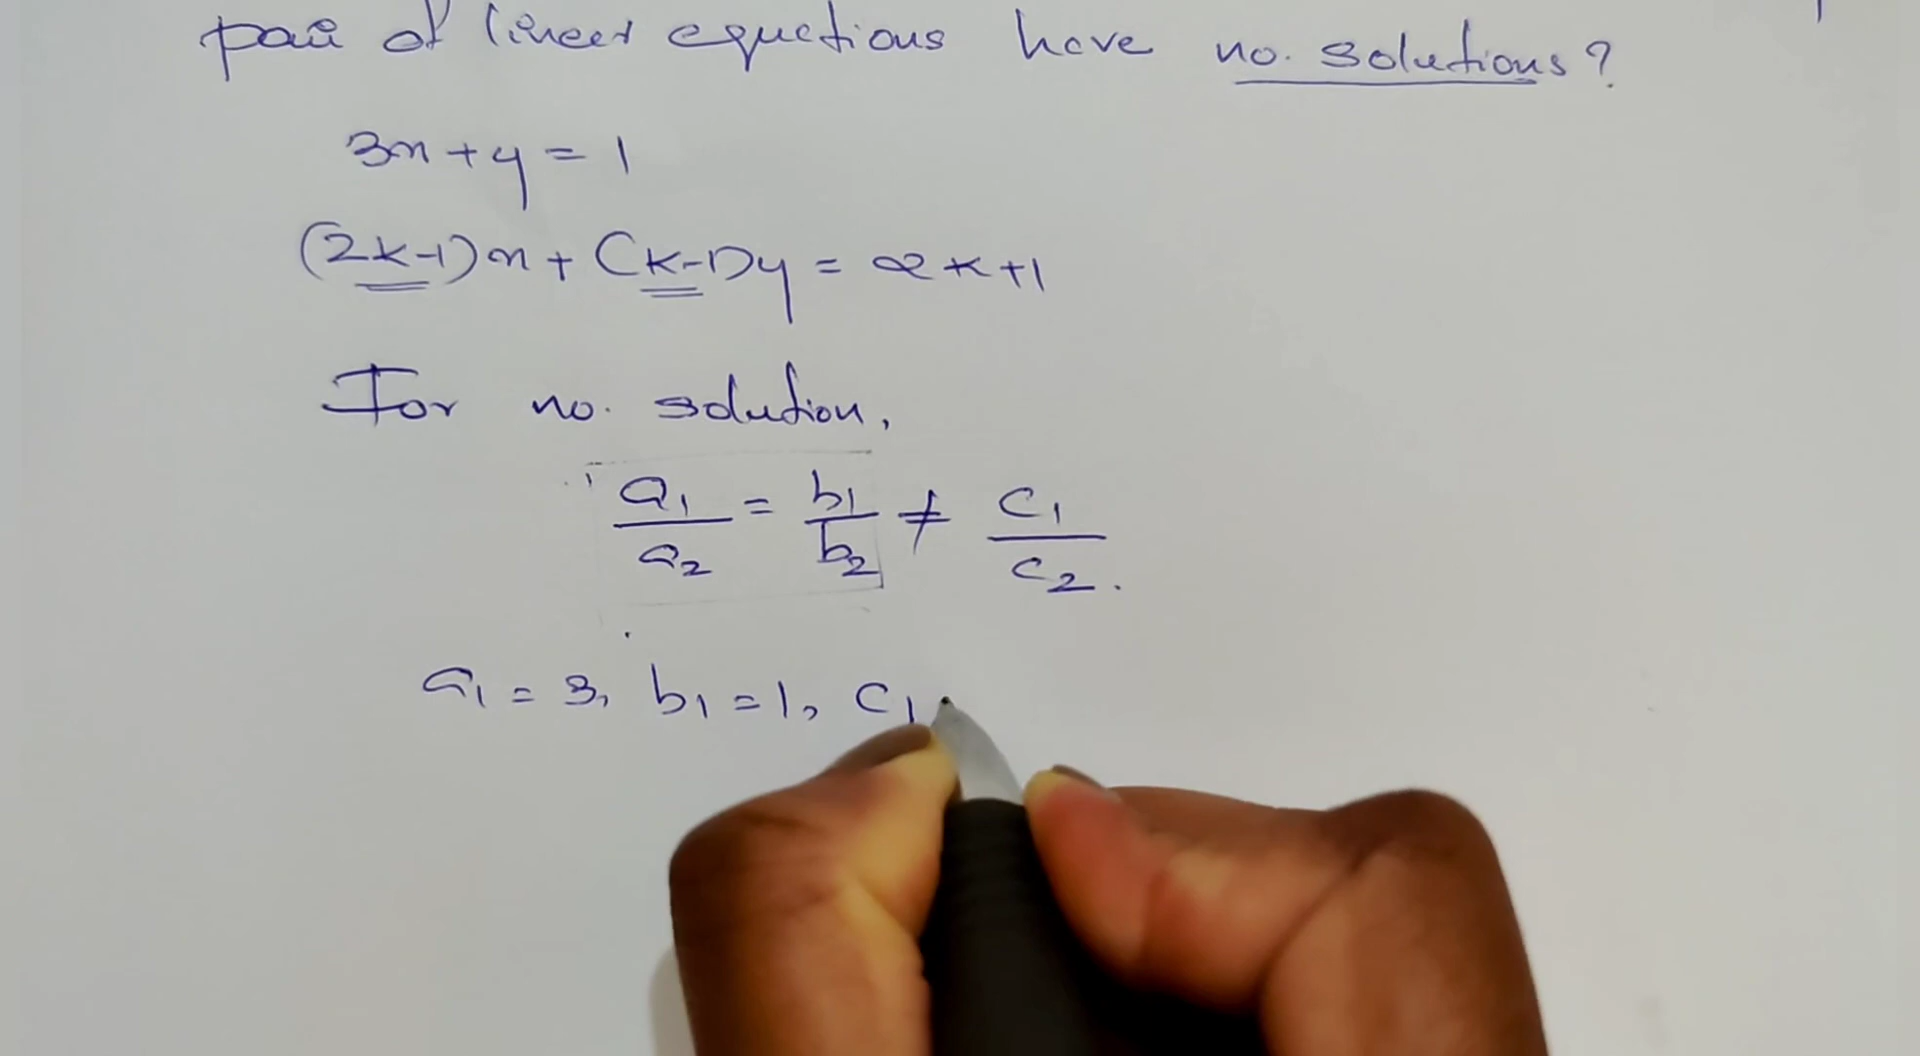 pair of linear equations have no. solutions?
3x+y=1
(2k-1)x+(k-1)y=2k+1
For no. solution,
a1/a2 = b1/b2 ≠ c1/c2.
a1=3, b1=1, c1